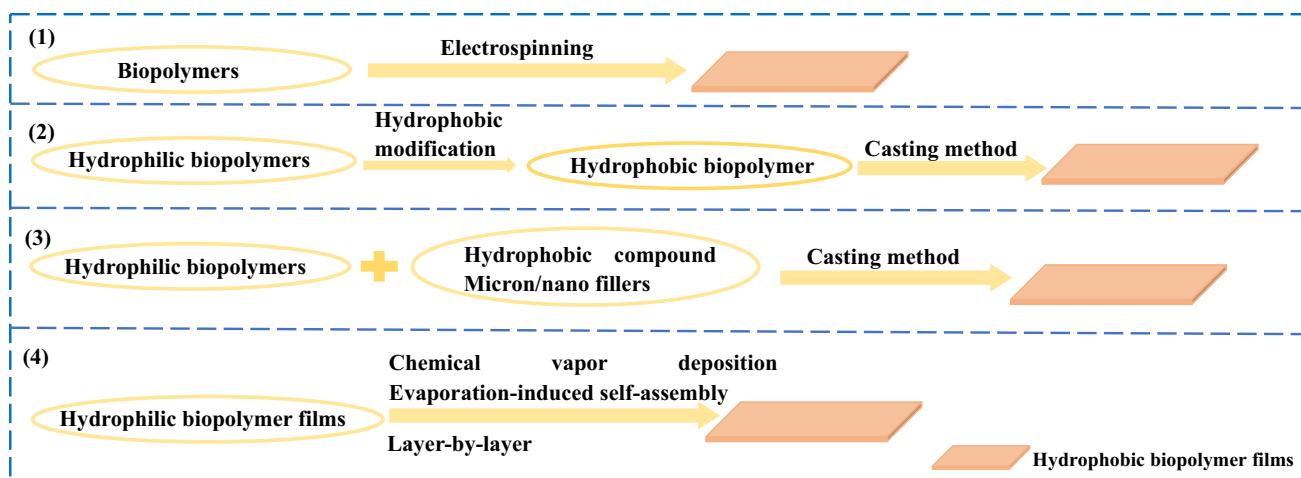 (1)
Biopolymers
Electrospinning
(2)
Hydrophilic biopolymers
Hydrophobic
modification
Hydrophobic biopolymer
Casting method
(3)
Hydrophilic biopolymers
Hydrophobic compound
Micron/nano fillers
Casting method
(4)
Hydrophilic biopolymer films
Chemical vapor deposition
Evaporation-induced self-assembly
Layer-by-layer
Hydrophobic biopolymer films